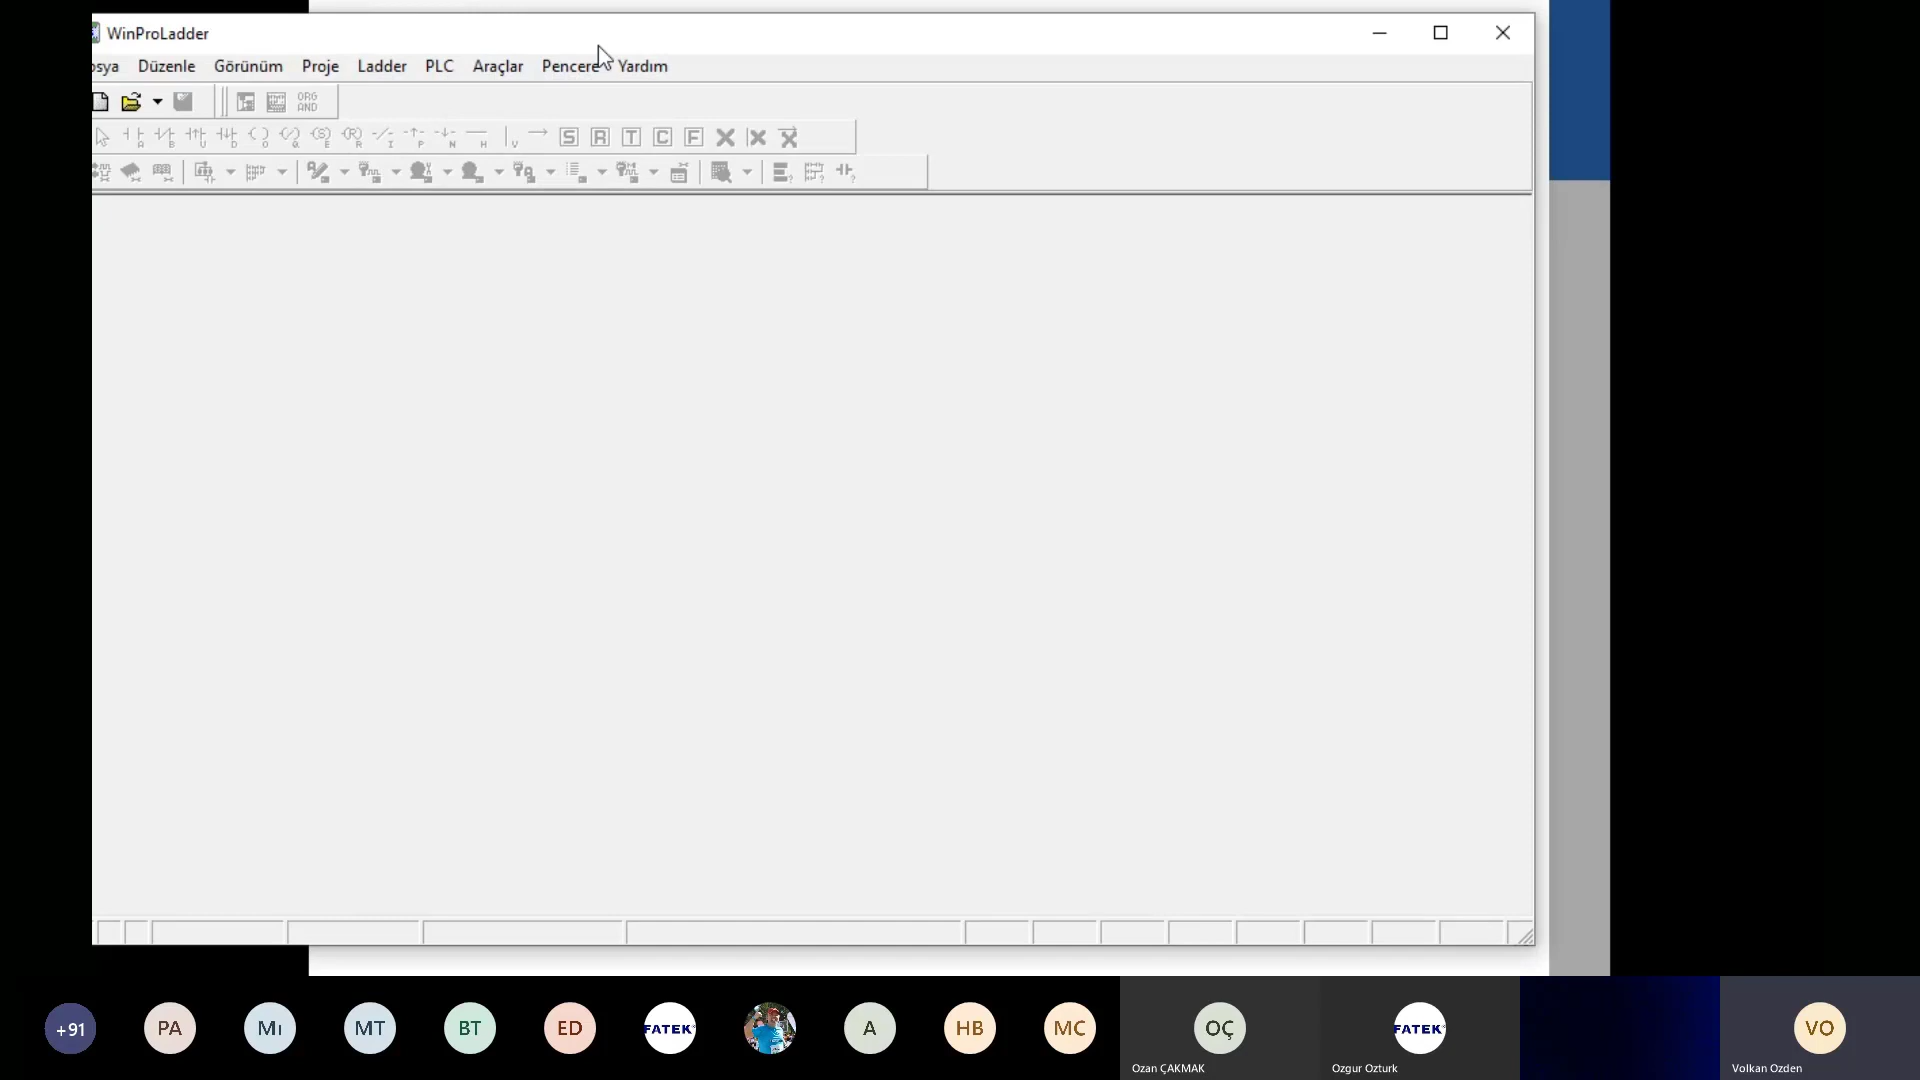 WinProLadder
osya Düzenle Görünüm Proje Ladder PLC Araçlar Pencere Yardım
ORG
AND
A B U D O Q E R I P N H V S R T C F
+91 PA Mı MT BT ED FATEK A HB MC OÇ FATEK VO
Ozan ÇAKMAK Ozgur Ozturk Volkan Ozden